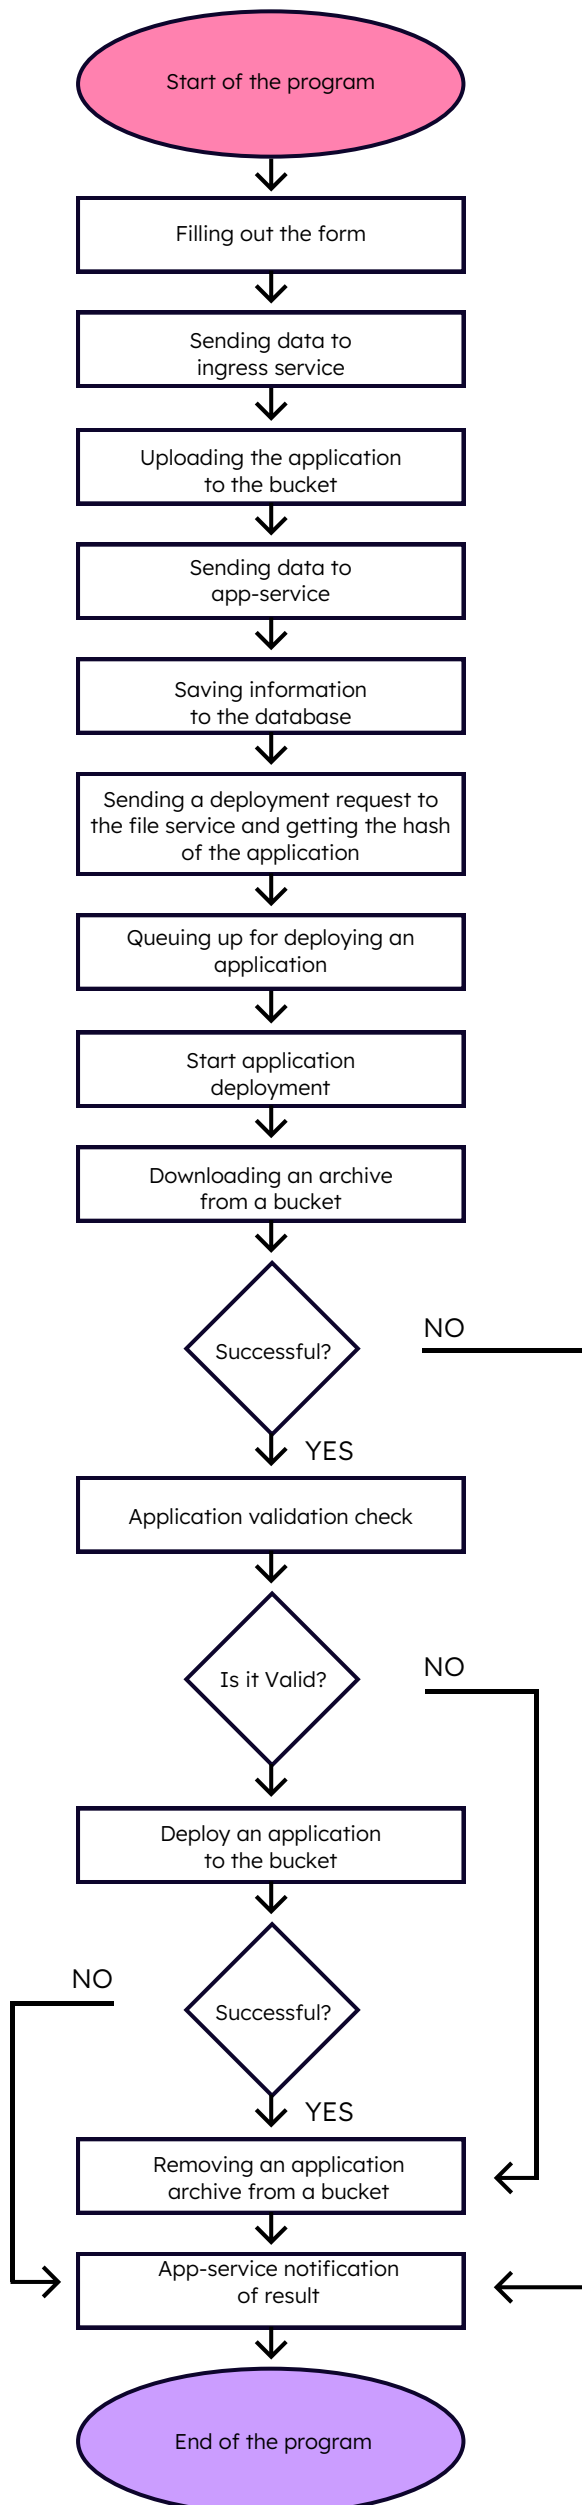 Start of the program
Filling out the form
Sending data to
ingress service
Uploading the application
to the bucket
Sending data to
app-service
Saving information
to the database
Sending a deployment request to
the file service and getting the hash
of the application
Queuing up for deploying an
application
Start application
deployment
Downloading an archive
from a bucket
NO
Successful?
YES
Application validation check
NO
Is it Valid?
Deploy an application
to the bucket
NO
Successful?
YES
Removing an application
archive from a bucket
App-service notification
of result
End of the program